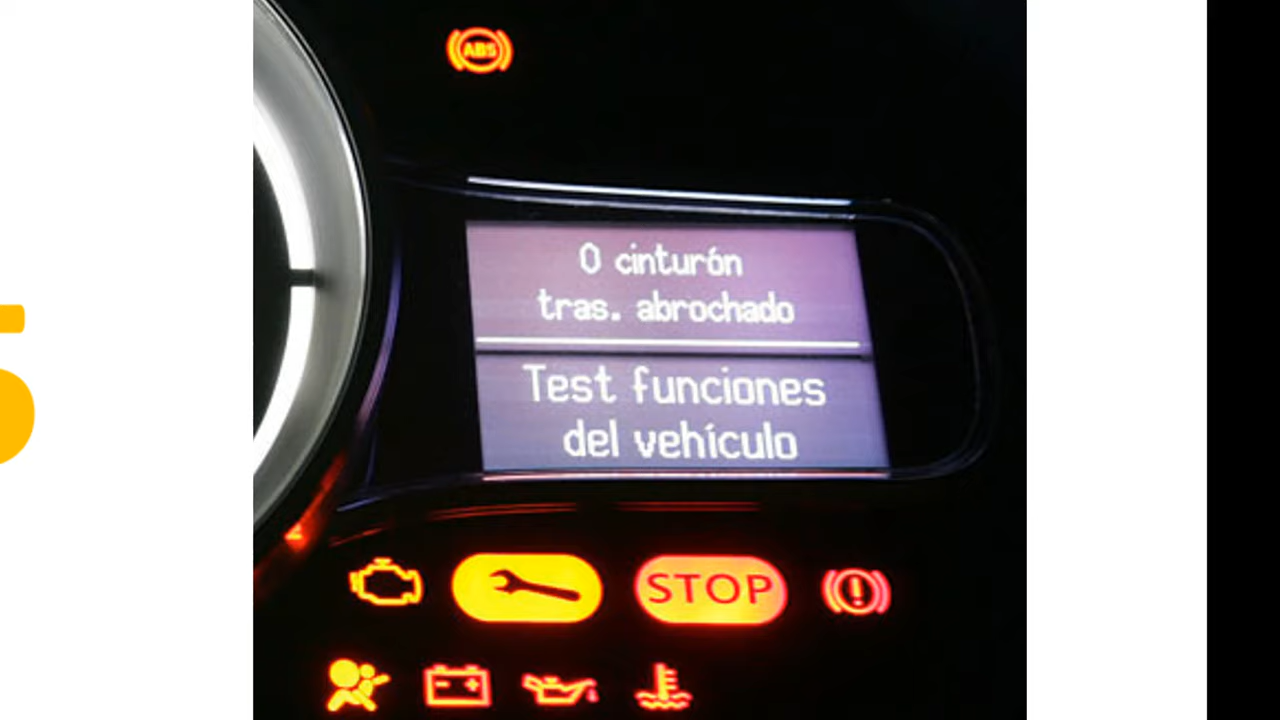 ABS
0 cinturón
tras. abrochado
Test funciones
del vehículo
STOP